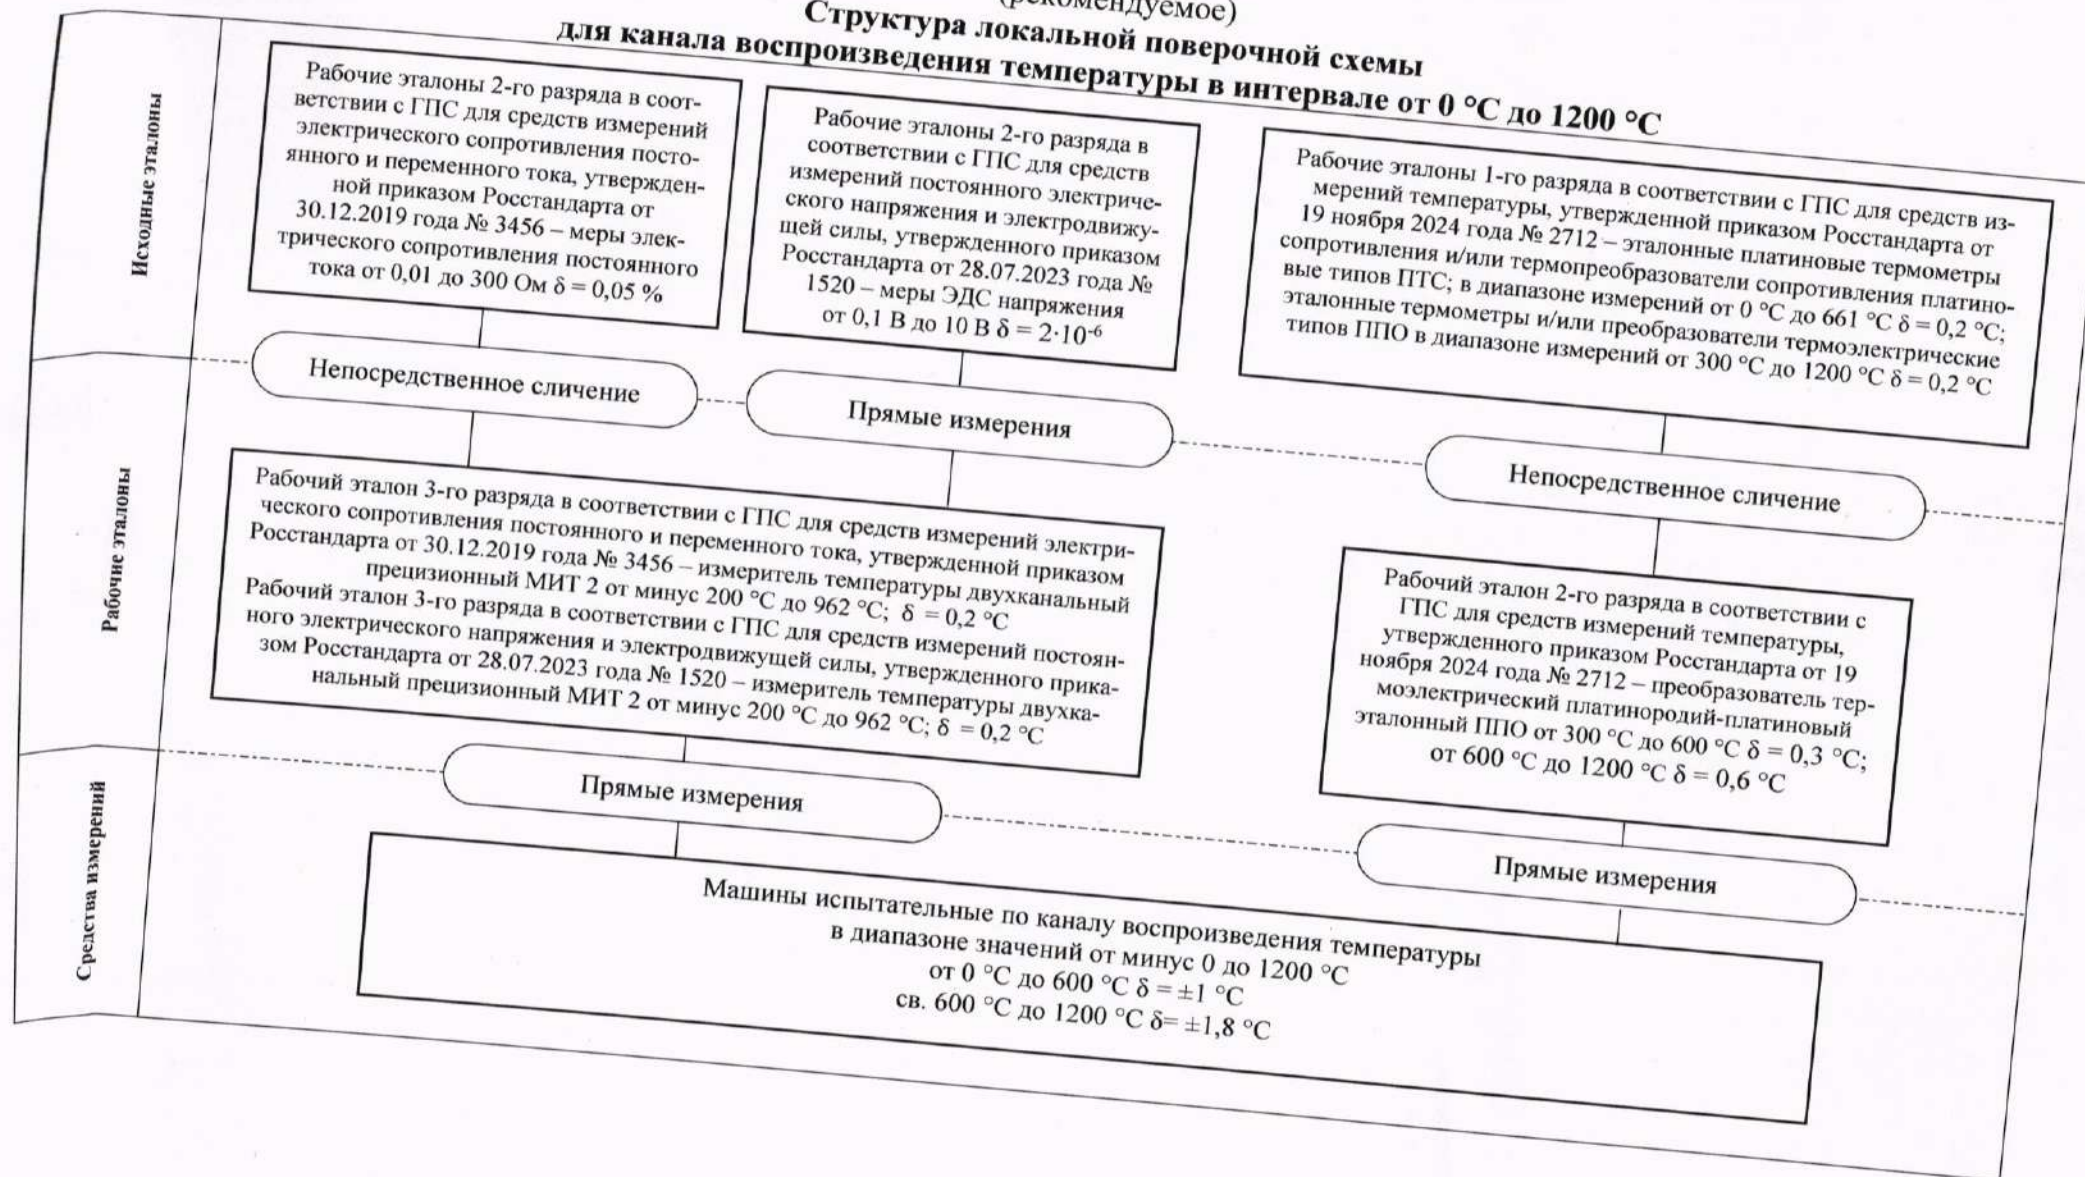 (рекомендуемое)
Структура локальной поверочной схемы
для канала воспроизведения температуры в интервале от 0 °С до 1200 °С
Исходные эталоны
Рабочие эталоны 2-го разряда в соот-
ветствии с ГПС для средств измерений
электрического сопротивления посто-
янного и переменного тока, утвержден-
ной приказом Росстандарта от
30.12.2019 года № 3456 – меры элек-
трического сопротивления постоянного
тока от 0,01 до 300 Ом δ = 0,05 %
Рабочие эталоны 2-го разряда в
соответствии с ГПС для средств
измерений постоянного электриче-
ского напряжения и электродвижу-
щей силы, утвержденного приказом
Росстандарта от 28.07.2023 года №
1520 – меры ЭДС напряжения
от 0,1 В до 10 В δ = 2·10⁻⁶
Рабочие эталоны 1-го разряда в соответствии с ГПС для средств из-
мерений температуры, утвержденной приказом Росстандарта от
19 ноября 2024 года № 2712 – эталонные платиновые термометры
сопротивления и/или термопреобразователи сопротивления платино-
вые типов ПТС; в диапазоне измерений от 0 °С до 661 °С δ = 0,2 °С;
эталонные термометры и/или преобразователи термоэлектрические
типов ППО в диапазоне измерений от 300 °С до 1200 °С δ = 0,2 °С
Непосредственное сличение
Прямые измерения
Непосредственное сличение
Рабочие эталоны
Рабочий эталон 3-го разряда в соответствии с ГПС для средств измерений электри-
ческого сопротивления постоянного и переменного тока, утвержденной приказом
Росстандарта от 30.12.2019 года № 3456 – измеритель температуры двухканальный
прецизионный МИТ 2 от минус 200 °С до 962 °С; δ = 0,2 °С
Рабочий эталон 3-го разряда в соответствии с ГПС для средств измерений постоян-
ного электрического напряжения и электродвижущей силы, утвержденного прика-
зом Росстандарта от 28.07.2023 года № 1520 – измеритель температуры двухка-
нальный прецизионный МИТ 2 от минус 200 °С до 962 °С; δ = 0,2 °С
Рабочий эталон 2-го разряда в соответствии с
ГПС для средств измерений температуры,
утвержденного приказом Росстандарта от 19
ноября 2024 года № 2712 – преобразователь тер-
моэлектрический платинородий-платиновый
эталонный ППО от 300 °С до 600 °С δ = 0,3 °С;
от 600 °С до 1200 °С δ = 0,6 °С
Прямые измерения
Прямые измерения
Средства измерений
Машины испытательные по каналу воспроизведения температуры
в диапазоне значений от минус 0 до 1200 °С
от 0 °С до 600 °С δ = ±1 °С
св. 600 °С до 1200 °С δ= ±1,8 °С